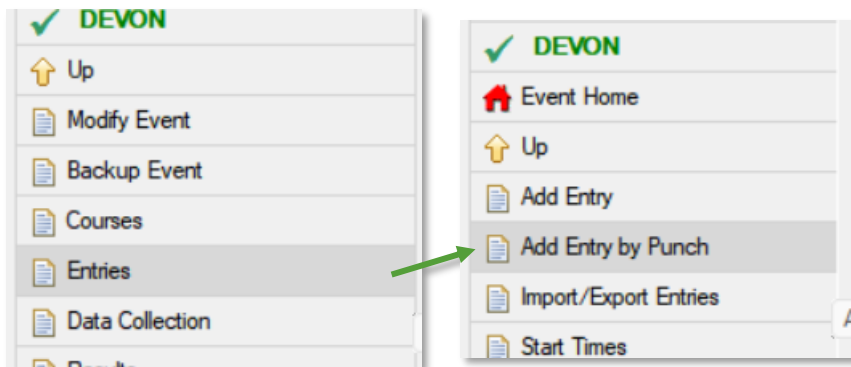 DEVON
Up
Modify Event
Backup Event
Courses
Entries
Data Collection
Results
DEVON
Event Home
Up
Add Entry
Add Entry by Punch
Import/Export Entries
Start Times
A